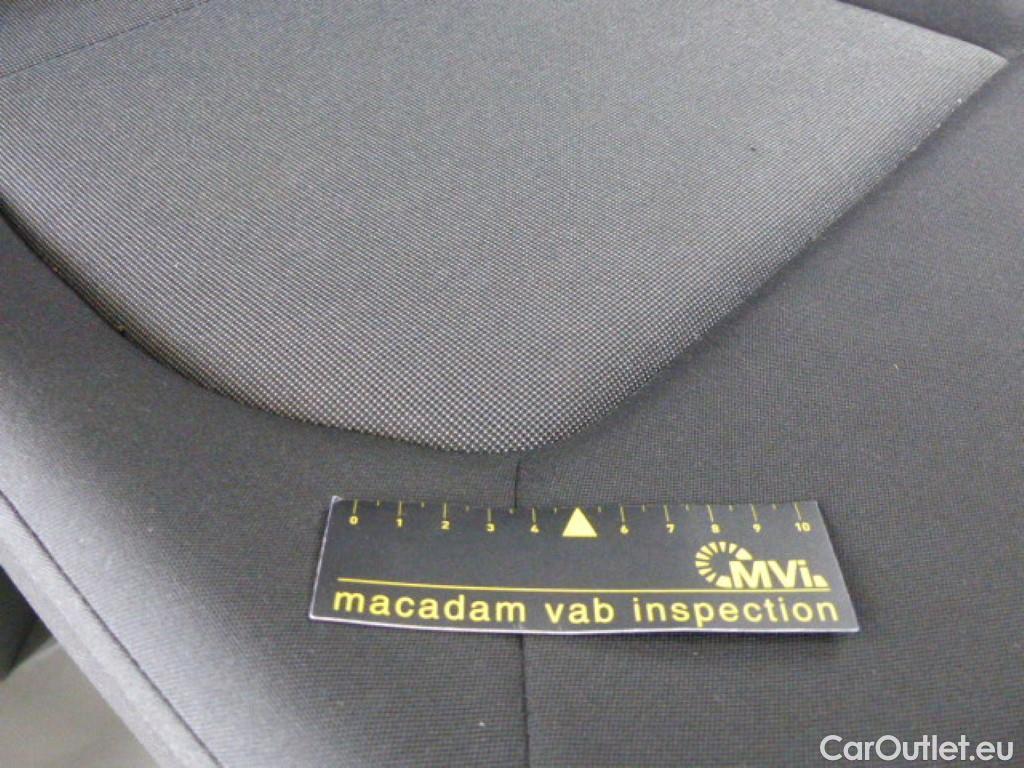 0 1 2 3 4 6 7 8 9 10
MVi
macadam vab inspection
CarOutlet.eu